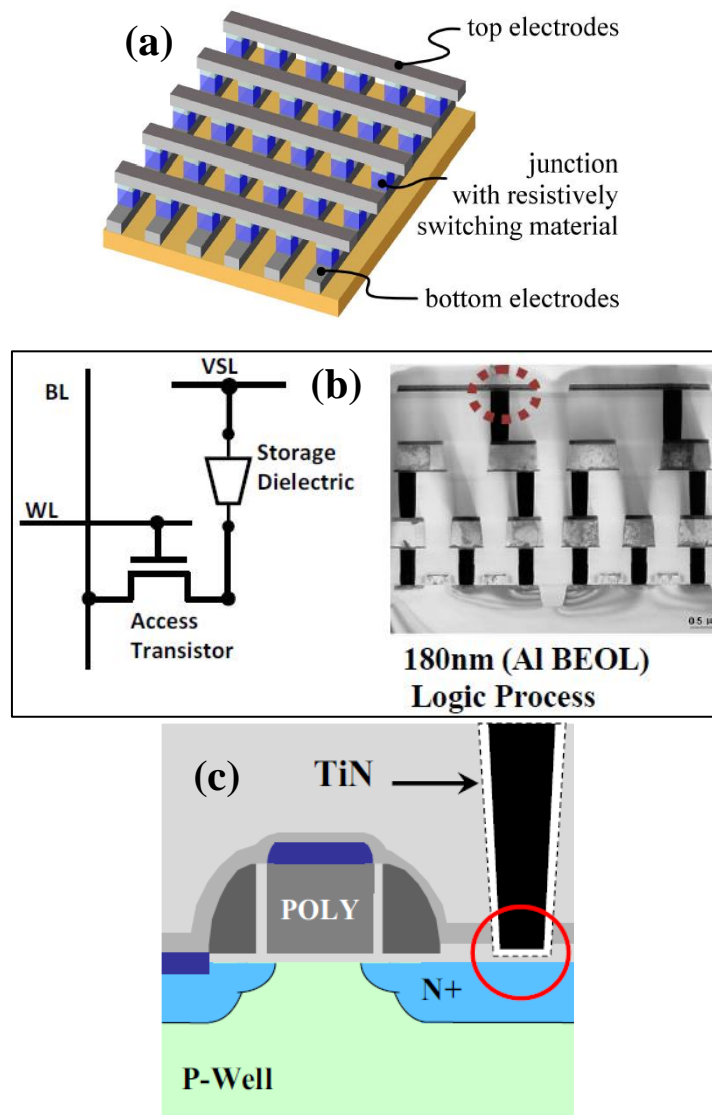 (a)
top electrodes
junction
with resistively
switching material
bottom electrodes
(b)
BL
VSL
Storage
Dielectric
WL
Access
Transistor
180nm (Al BEOL)
Logic Process
(c)
TiN
POLY
N+
P-Well